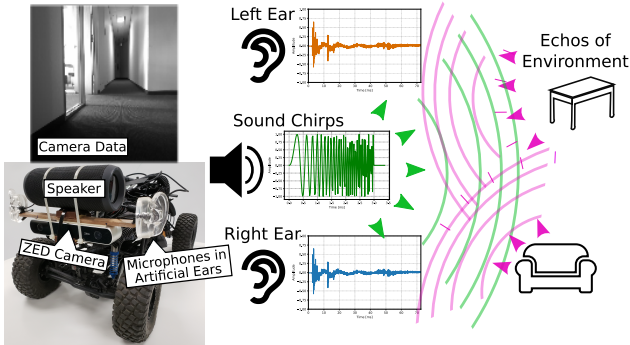 Left Ear
Echos of
Environment
Sound Chirps
Camera Data
Speaker
ZED Camera
Microphones in
Artificial Ears
Right Ear